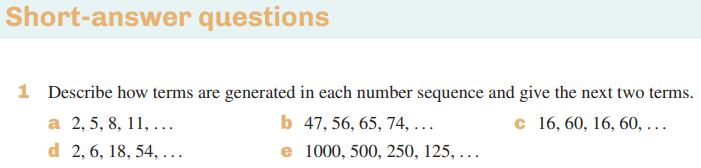 Short-answer questions
1 Describe how terms are generated in each number sequence and give the next two terms.
a 2, 5, 8, 11, . . . b 47, 56, 65, 74, . . . c 16, 60, 16, 60, . . .
d 2, 6, 18, 54, . . . e 1000, 500, 250, 125, . . .